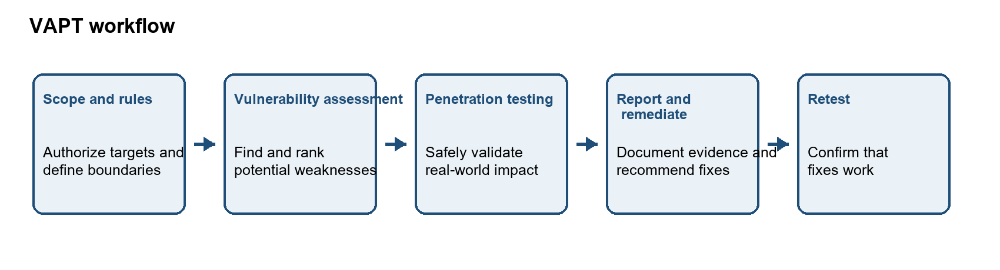 VAPT workflow
Scope and rules
Authorize targets and
define boundaries
Vulnerability assessment
Find and rank
potential weaknesses
Penetration testing
Safely validate
real-world impact
Report and
remediate
Document evidence and
recommend fixes
Retest
Confirm that
fixes work